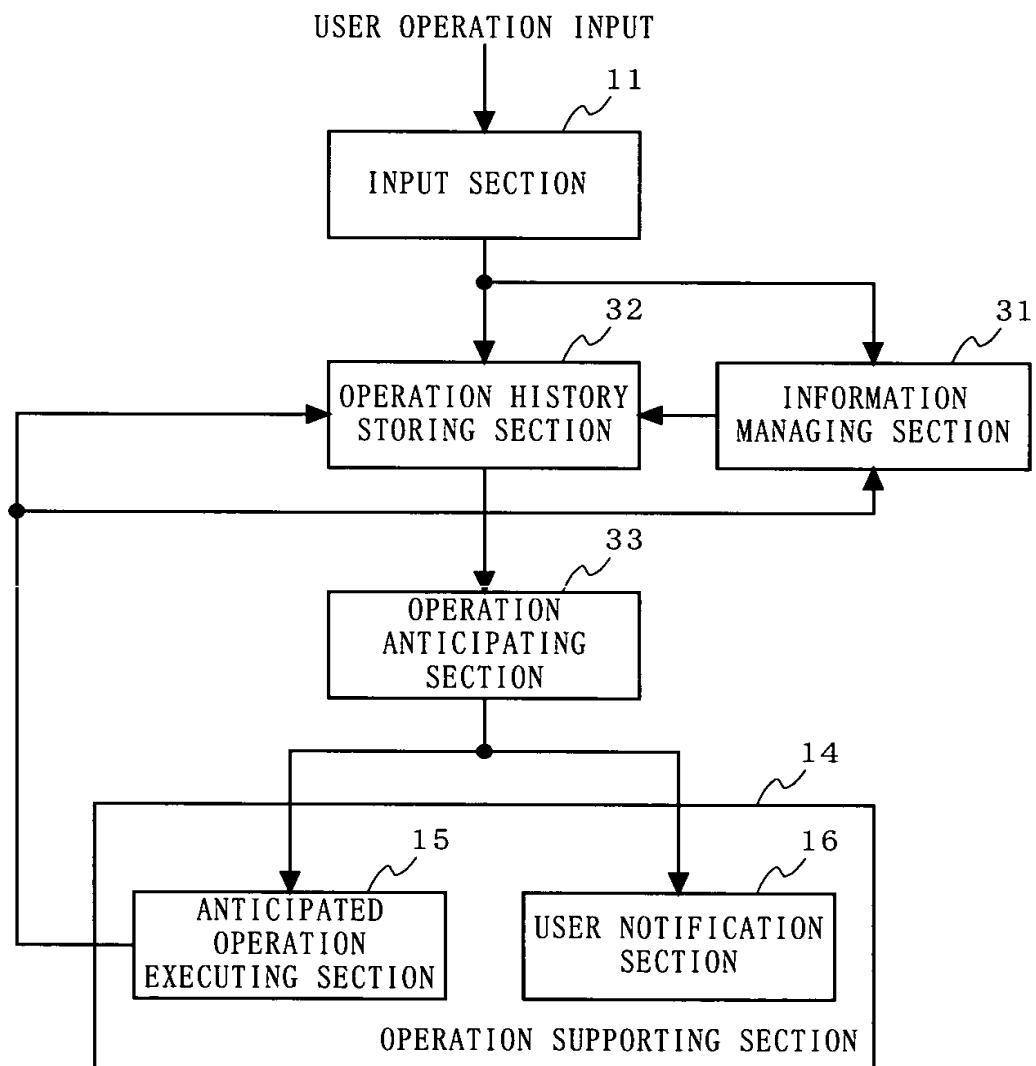 USER OPERATION INPUT
11
INPUT SECTION
32
31
OPERATION HISTORY
STORING SECTION
INFORMATION
MANAGING SECTION
33
OPERATION
ANTICIPATING
SECTION
14
15
16
ANTICIPATED
OPERATION
EXECUTING SECTION
USER NOTIFICATION
SECTION
OPERATION SUPPORTING SECTION